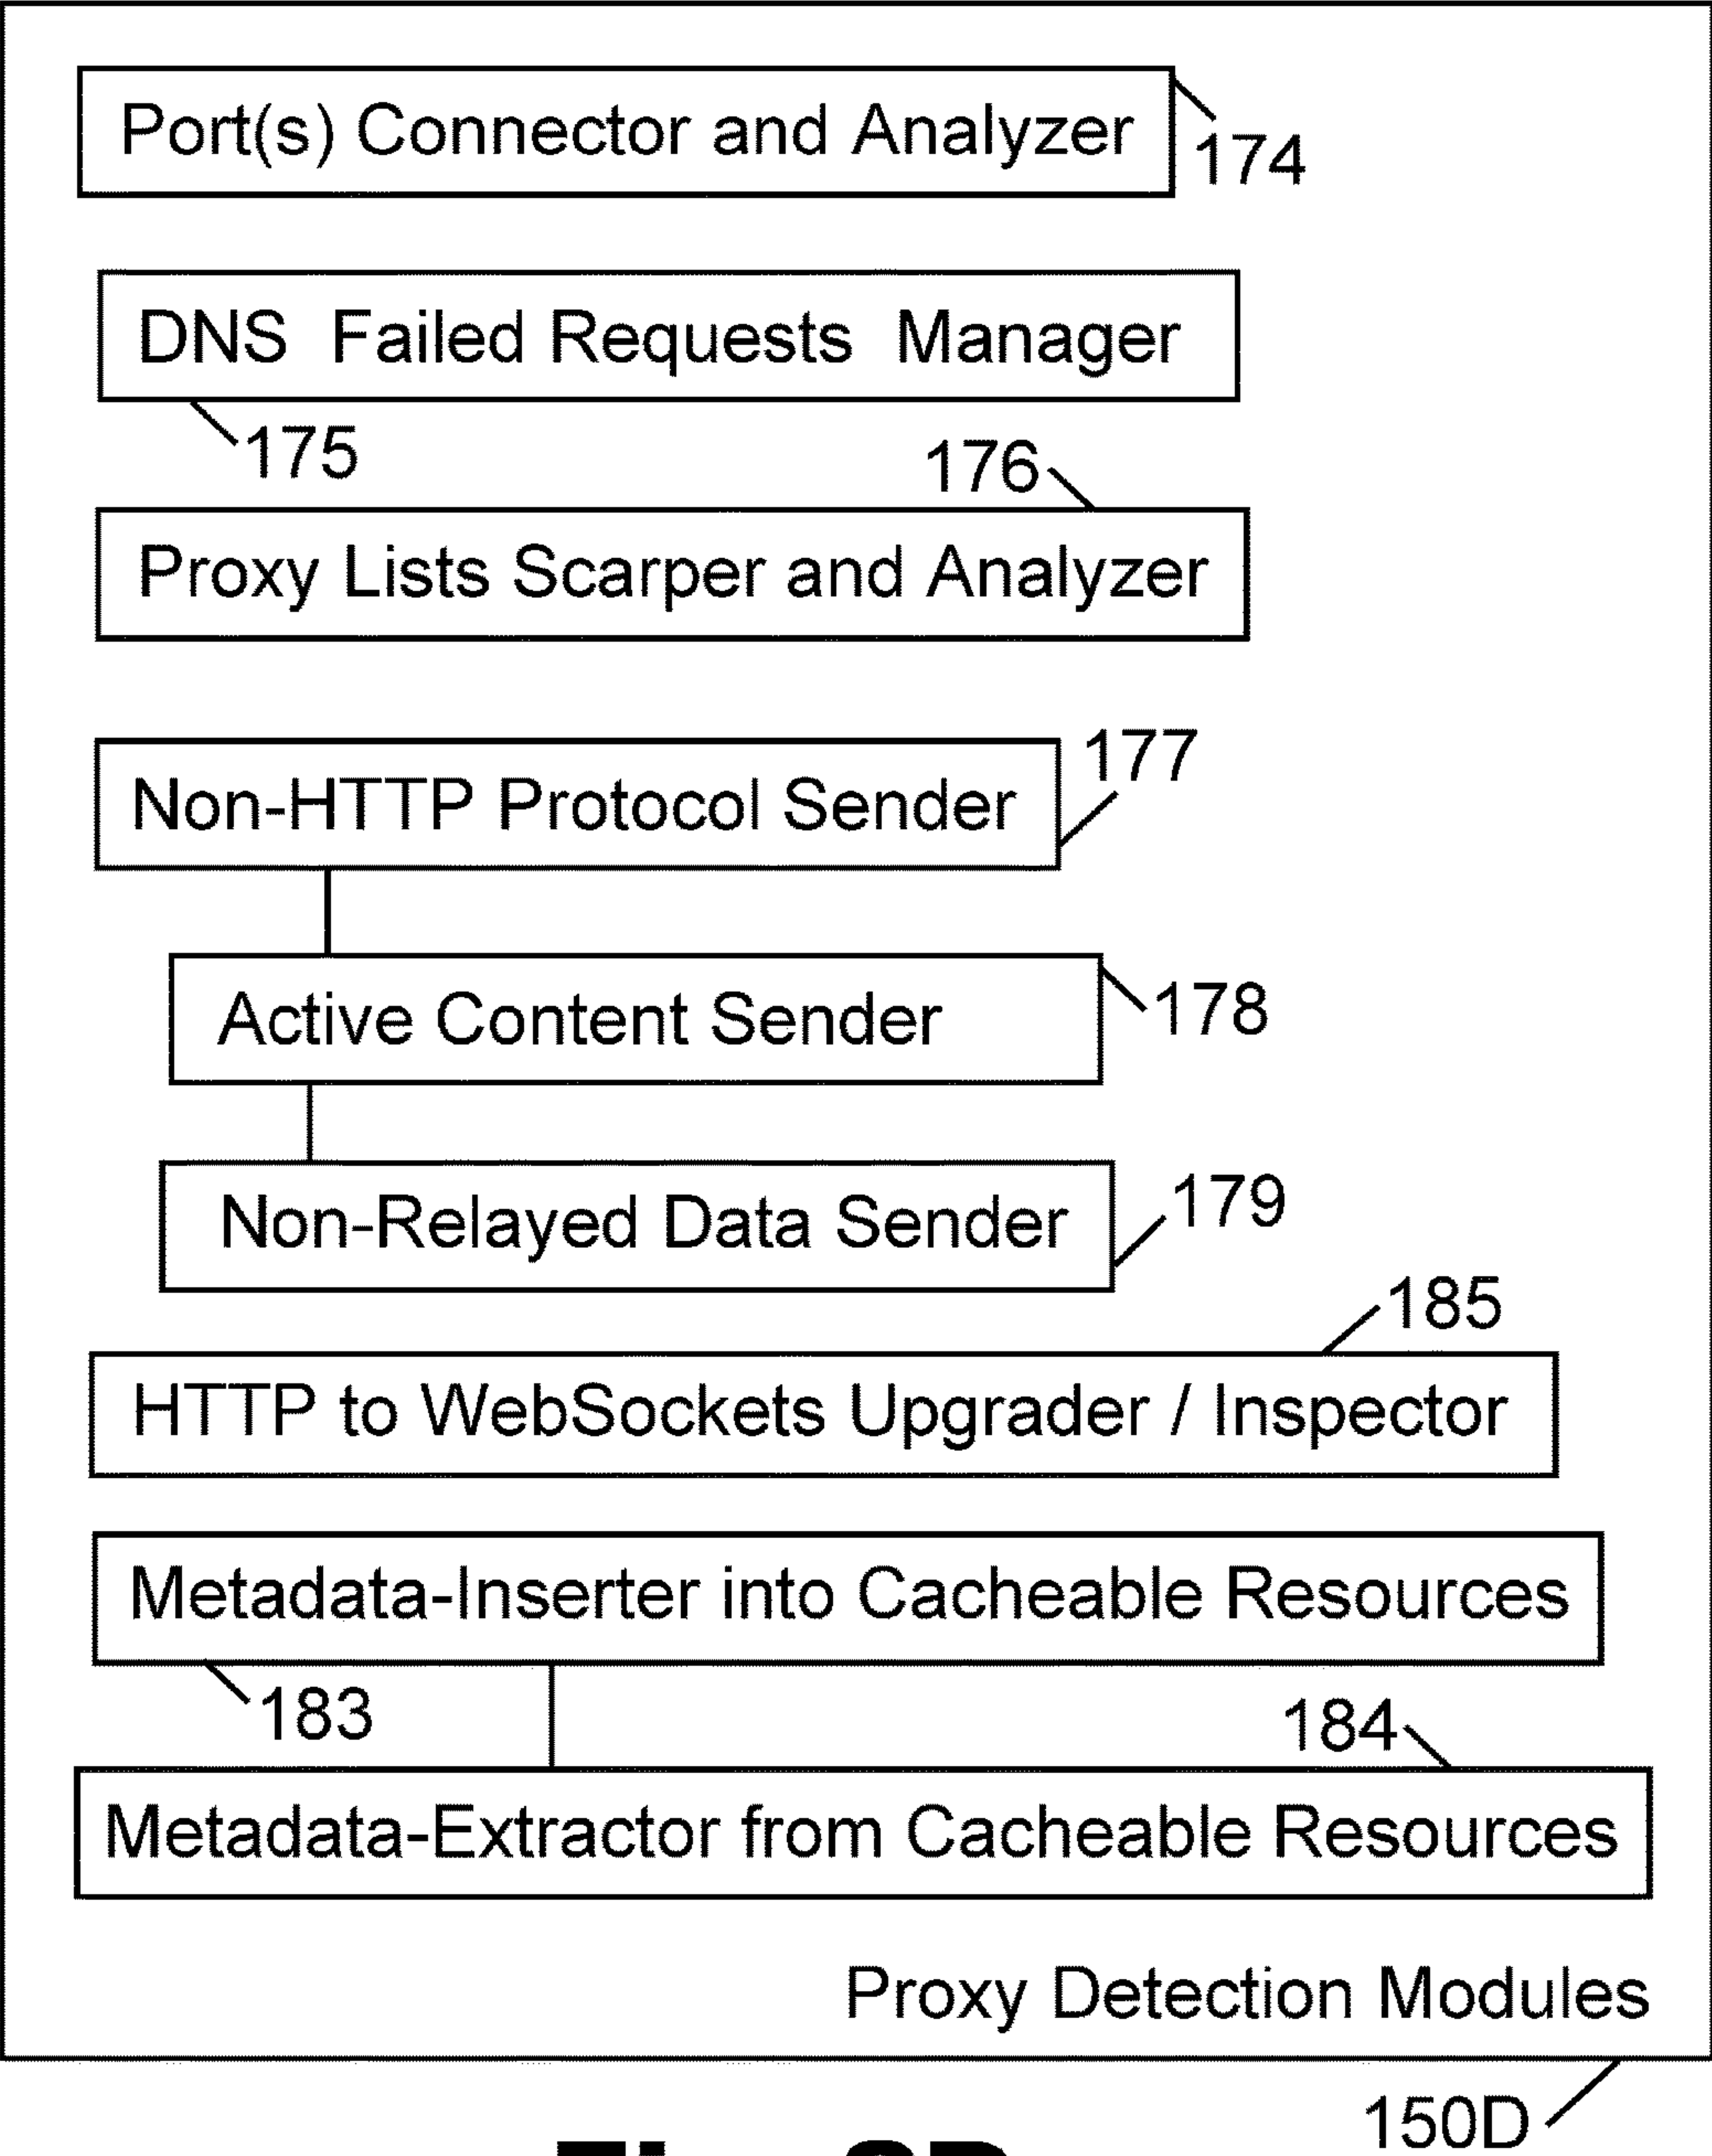 Port(s) Connector and Analyzer
174
DNS Failed Requests Manager
175
176
Proxy Lists Scarper and Analyzer
177
Non-HTTP Protocol Sender
Active Content Sender
178
179
Non-Relayed Data Sender
185
HTTP to WebSockets Upgrader / Inspector
Metadata-Inserter into Cacheable Resources
183
184
Metadata-Extractor from Cacheable Resources
Proxy Detection Modules
150D